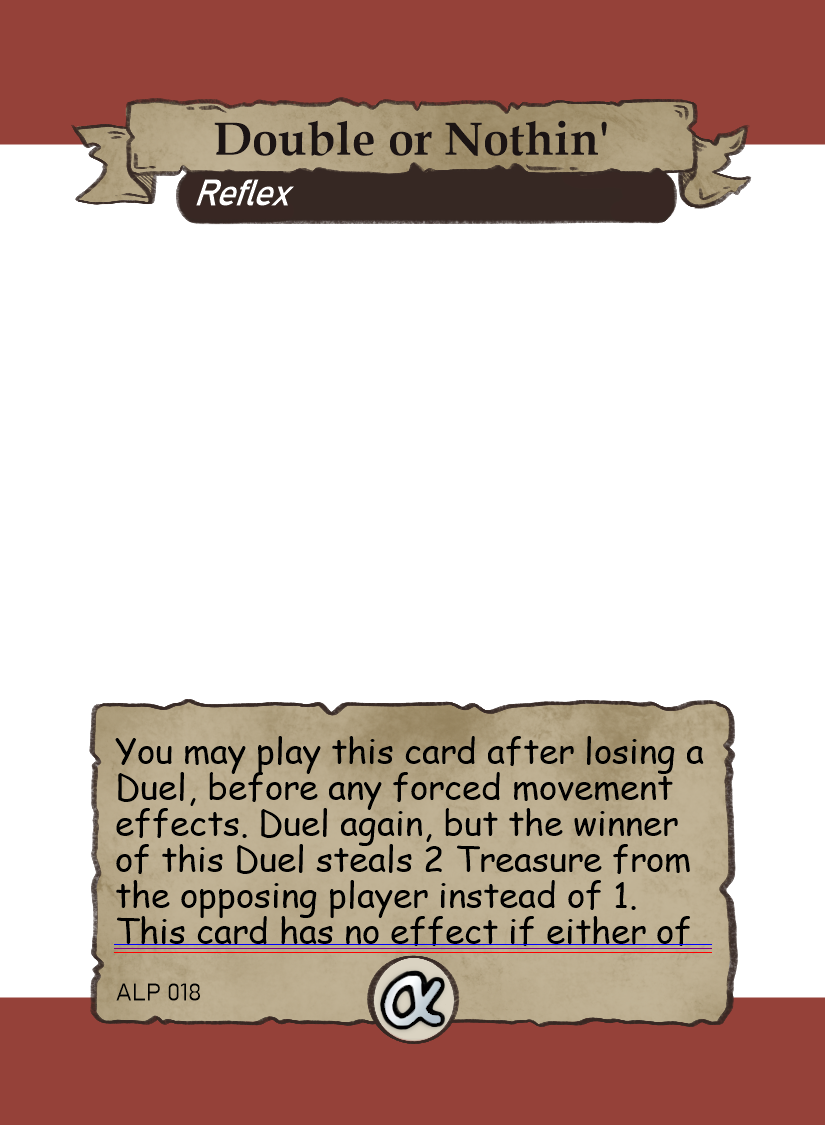 Double or Nothin'
Reflex
You may play this card after losing a
Duel, before any forced movement
effects. Duel again, but the winner
of this Duel steals 2 Treasure from
the opposing player instead of 1.
This card has no effect if either of
ALP 018
α